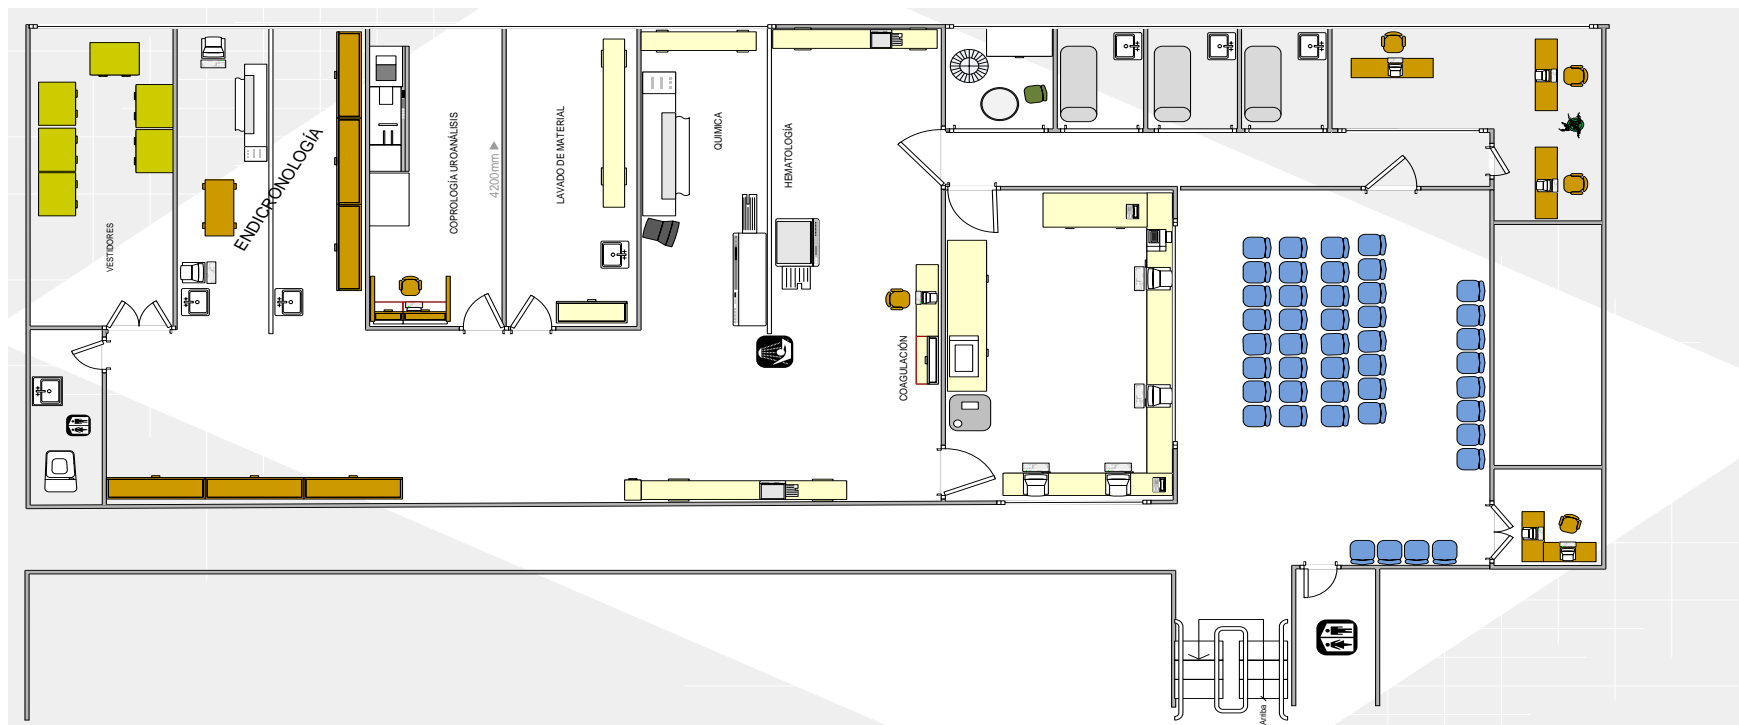 VESTIDORES
ENDICRONOLOGÍA
COPROLOGÍA UROANÁLISIS
4200mm
LAVADO DE MATERIAL
QUIMICA
HEMATOLOGÍA
COAGULACIÓN
Arriba